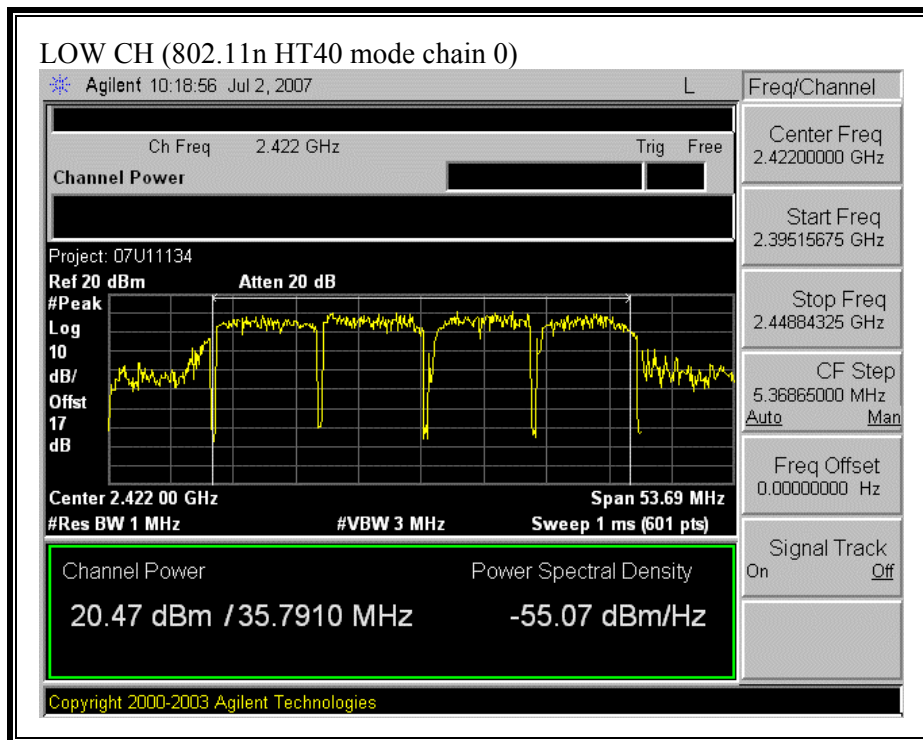 LOW CH (802.11n HT40 mode chain 0)
Agilent 10:18:56 Jul 2, 2007 L
Freq/Channel
Ch Freq 2.422 GHz Trig Free
Channel Power
Center Freq
2.42200000 GHz
Start Freq
2.39515675 GHz
Stop Freq
2.44884325 GHz
CF Step
5.36865000 MHz
Auto Man
Freq Offset
0.00000000 Hz
Signal Track
On Off
Project: 07U11134
Ref 20 dBm Atten 20 dB
#Peak
Log
10
dB/
Offst
17
dB
Center 2.422 00 GHz Span 53.69 MHz
#Res BW 1 MHz #VBW 3 MHz Sweep 1 ms (601 pts)
Channel Power Power Spectral Density
20.47 dBm / 35.7910 MHz -55.07 dBm/Hz
Copyright 2000-2003 Agilent Technologies